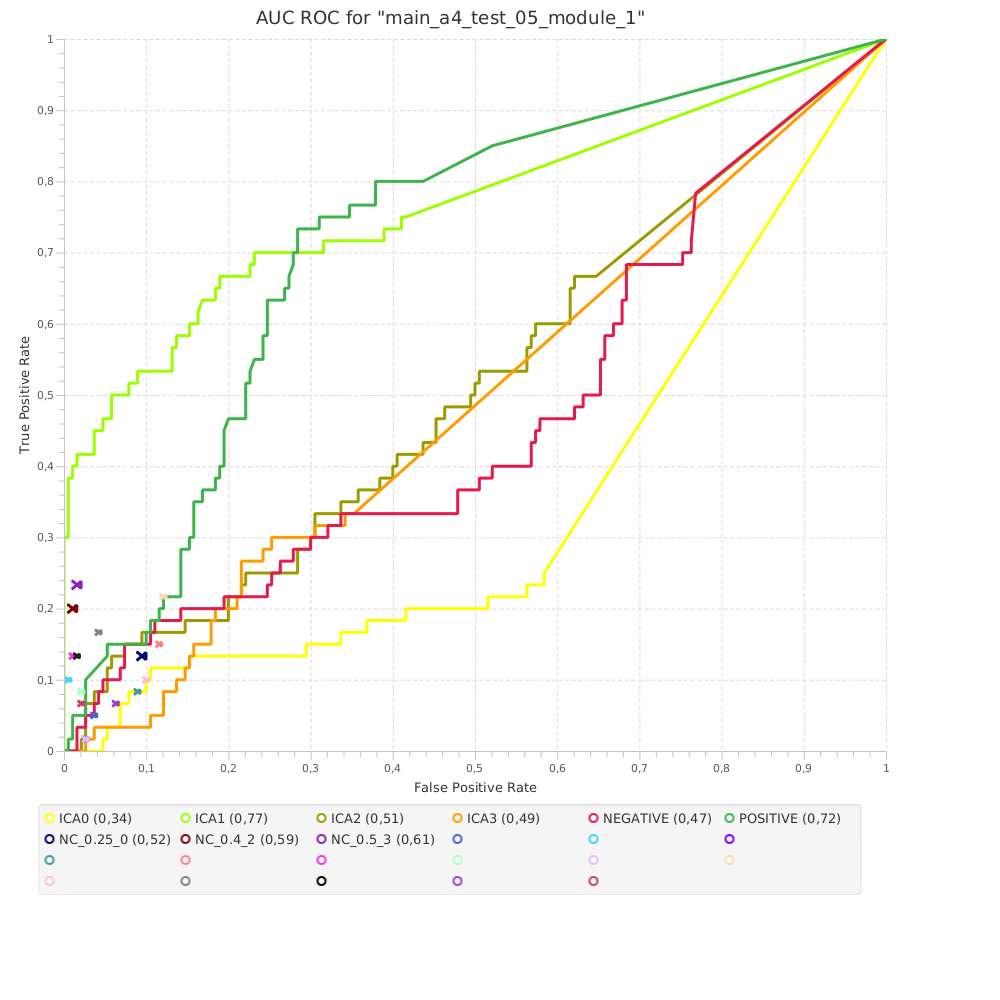 AUC ROC for "main_a4_test_05_module_1"
1
0,9
0,8
0,7
0,6
0,5
0,4
0,3
0,2
0,1
0
True Positive Rate
0 0,1 0,2 0,3 0,4 0,5 0,6 0,7 0,8 0,9 1
False Positive Rate
ICA0 (0,34) ICA1 (0,77) ICA2 (0,51) ICA3 (0,49) NEGATIVE (0,47) POSITIVE (0,72)
NC_0.25_0 (0,52) NC_0.4_2 (0,59) NC_0.5_3 (0,61)